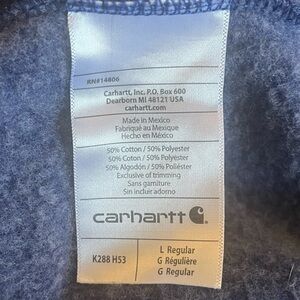 RN#14806
Carhartt, Inc. P.O. Box 600
Dearborn MI 48121 USA
carhartt.com
Made in Mexico
Fabriqué au Mexique
Hecho en México
50% Cotton / 50% Polyester
50% Coton / 50% Polyester
50% Algodón / 50% Poliéster
Exclusive of trimming
Sans garniture
Sin incluir adorno
carhartt
K288 H53
L Regular
G Régulière
G Regular